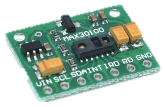 MAX30100
VIN SCL SDA INT IRD RD GND